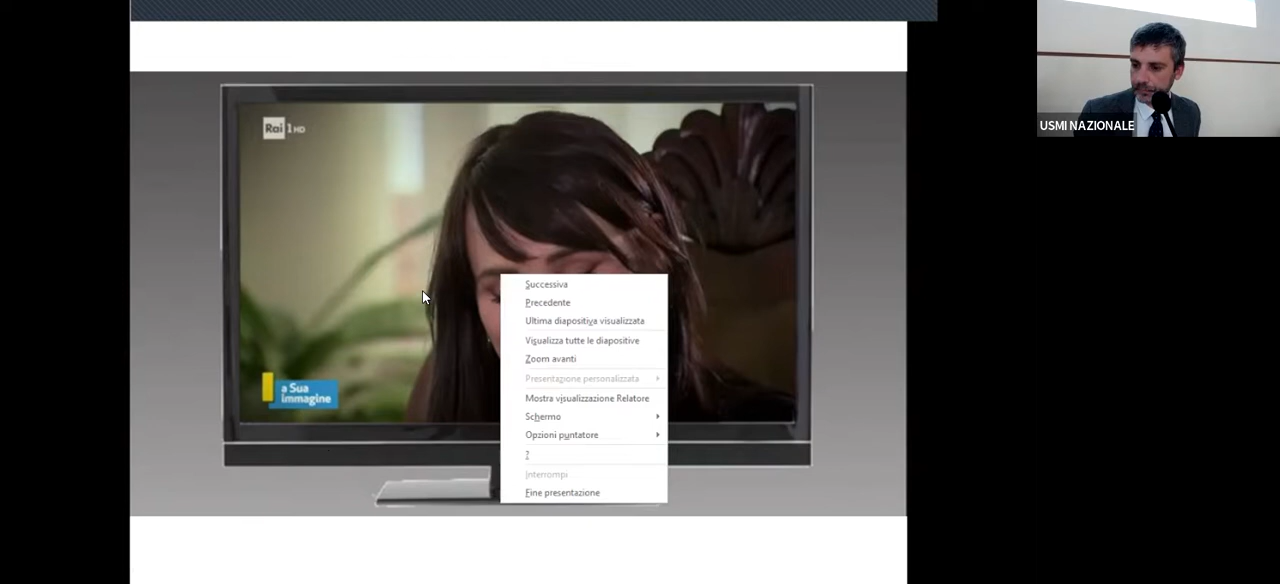 Rai 1 HD
USMI NAZIONALE
Successiva
Precedente
Ultima diapositiva visualizzata
Visualizza tutte le diapositive
Zoom avanti
Presentazione personalizzata
Mostra visualizzazione Relatore
Schermo
Opzioni puntatore
?
Interrompi
Fine presentazione
a Sua
immagine